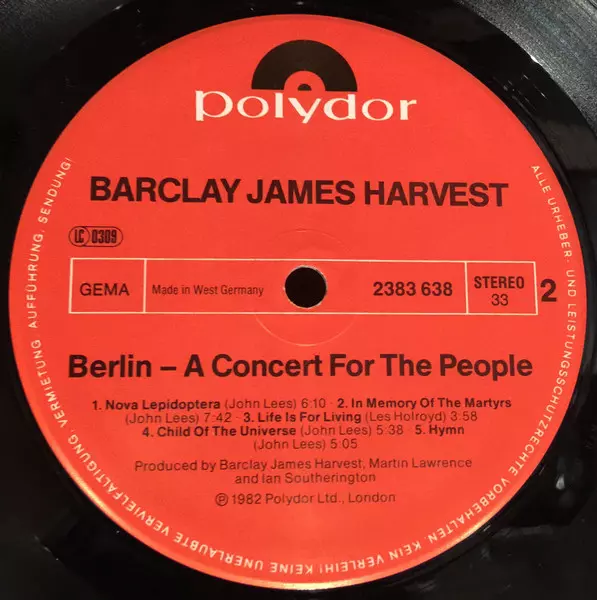 polydor
BARCLAY JAMES HARVEST
LC 0309
GEMA
Made in West Germany
2383 638
STEREO
33
2
Berlin – A Concert For The People
1. Nova Lepidoptera (John Lees) 6:10 · 2. In Memory Of The Martyrs
(John Lees) 7:42 · 3. Life Is For Living (Les Holroyd) 3:58
4. Child Of The Universe (John Lees) 5:38 · 5. Hymn
(John Lees) 5:05
Produced by Barclay James Harvest, Martin Lawrence
and Ian Southerington
Ⓟ 1982 Polydor Ltd., London
ALLE URHEBER- UND LEISTUNGSSCHUTZRECHTE VORBEHALTEN. KEIN VERLEIH! KEINE UNERLAUBTE VERVIELFÄLTIGUNG, VERMIETUNG, AUFFÜHRUNG, SENDUNG!